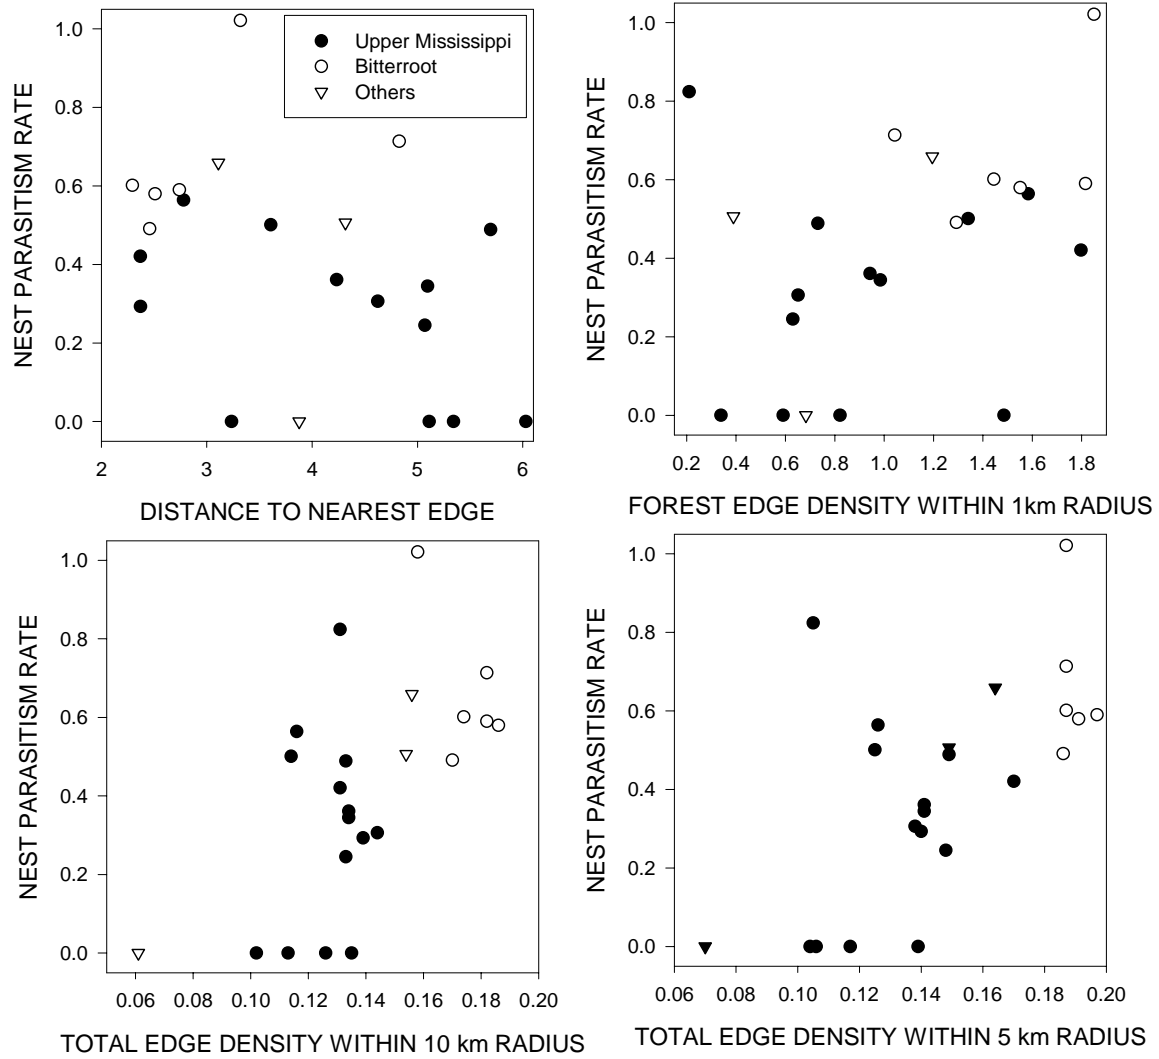 NEST PARASITISM RATE
1.0
0.8
0.6
0.4
0.2
0.0
2 3 4 5 6
DISTANCE TO NEAREST EDGE
Upper Mississippi
Bitterroot
Others
NEST PARASITISM RATE
1.0
0.8
0.6
0.4
0.2
0.0
0.2 0.4 0.6 0.8 1.0 1.2 1.4 1.6 1.8
FOREST EDGE DENSITY WITHIN 1km RADIUS
NEST PARASITISM RATE
1.0
0.8
0.6
0.4
0.2
0.0
0.06 0.08 0.10 0.12 0.14 0.16 0.18 0.20
TOTAL EDGE DENSITY WITHIN 10 km RADIUS
NEST PARASITISM RATE
1.0
0.8
0.6
0.4
0.2
0.0
0.06 0.08 0.10 0.12 0.14 0.16 0.18 0.20
TOTAL EDGE DENSITY WITHIN 5 km RADIUS